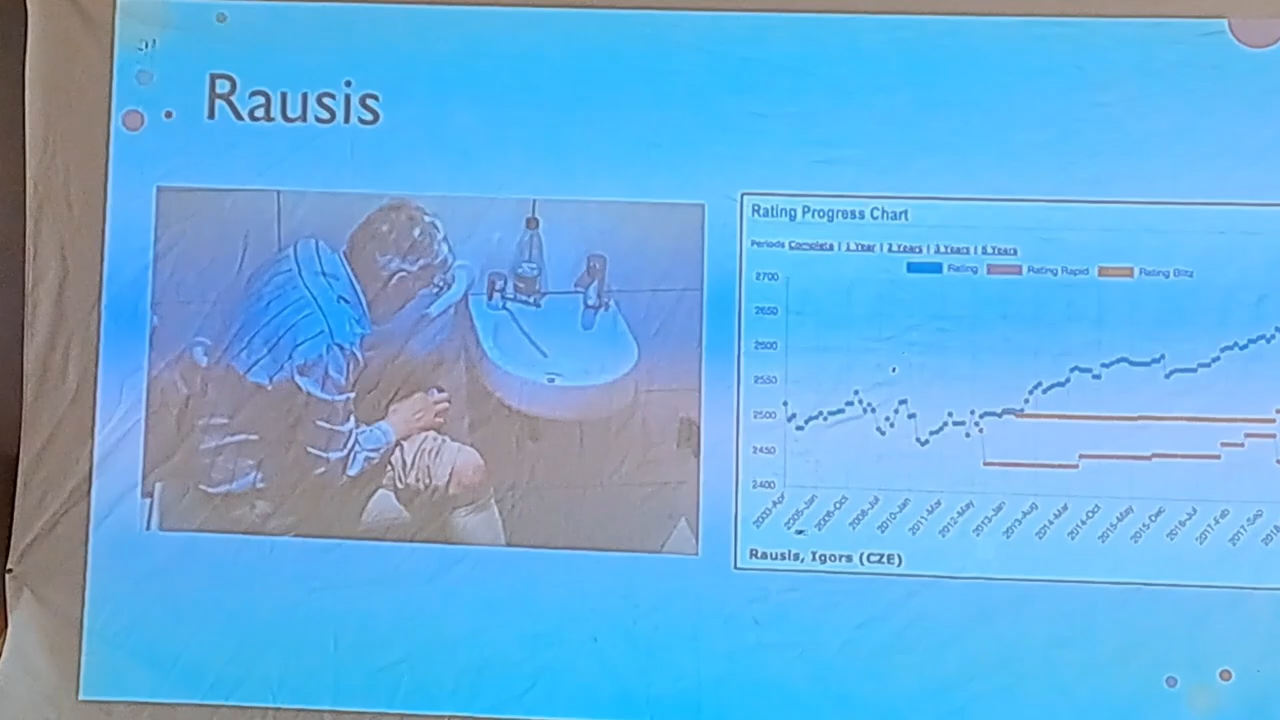 Rausis
Rating Progress Chart
Periods Complete | 1 Year | 2 Years | 3 Years | 5 Years
Rating Rating Rapid Rating Blitz
2700
2650
2600
2550
2500
2450
2400
2005-Jan 2006-Oct 2008-Jul 2010-Jan 2011-Mar 2012-May 2013-Jan 2013-Aug 2014-Mar 2014-Oct 2015-May 2015-Dec 2016-Jul 2017-Feb 2017-Sep
Rausis, Igors (CZE)